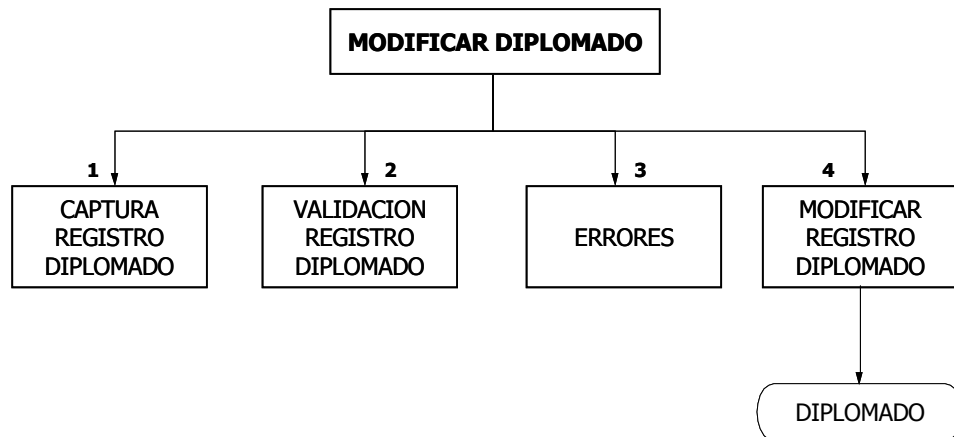 MODIFICAR DIPLOMADO
1
2
3
4
CAPTURA
REGISTRO
DIPLOMADO
VALIDACION
REGISTRO
DIPLOMADO
ERRORES
MODIFICAR
REGISTRO
DIPLOMADO
DIPLOMADO